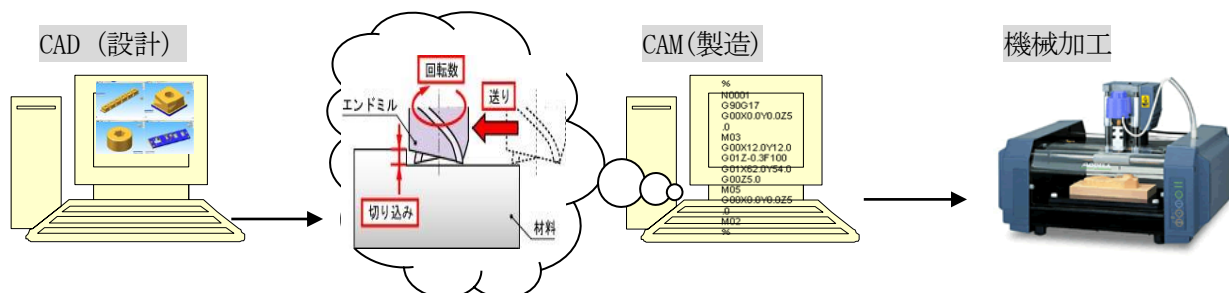 CAD (設計)
回転数
エンドミル
送り
切り込み
材料
CAM(製造)
%
N0001
G90G17
G00X0.0Y0.0Z5
.0
M03
G00X12.0Y12.0
G01Z-0.3F100
G01X62.0Y54.0
G00Z5.0
M05
G00X0.0Y0.0Z5
.0
M02
%
機械加工